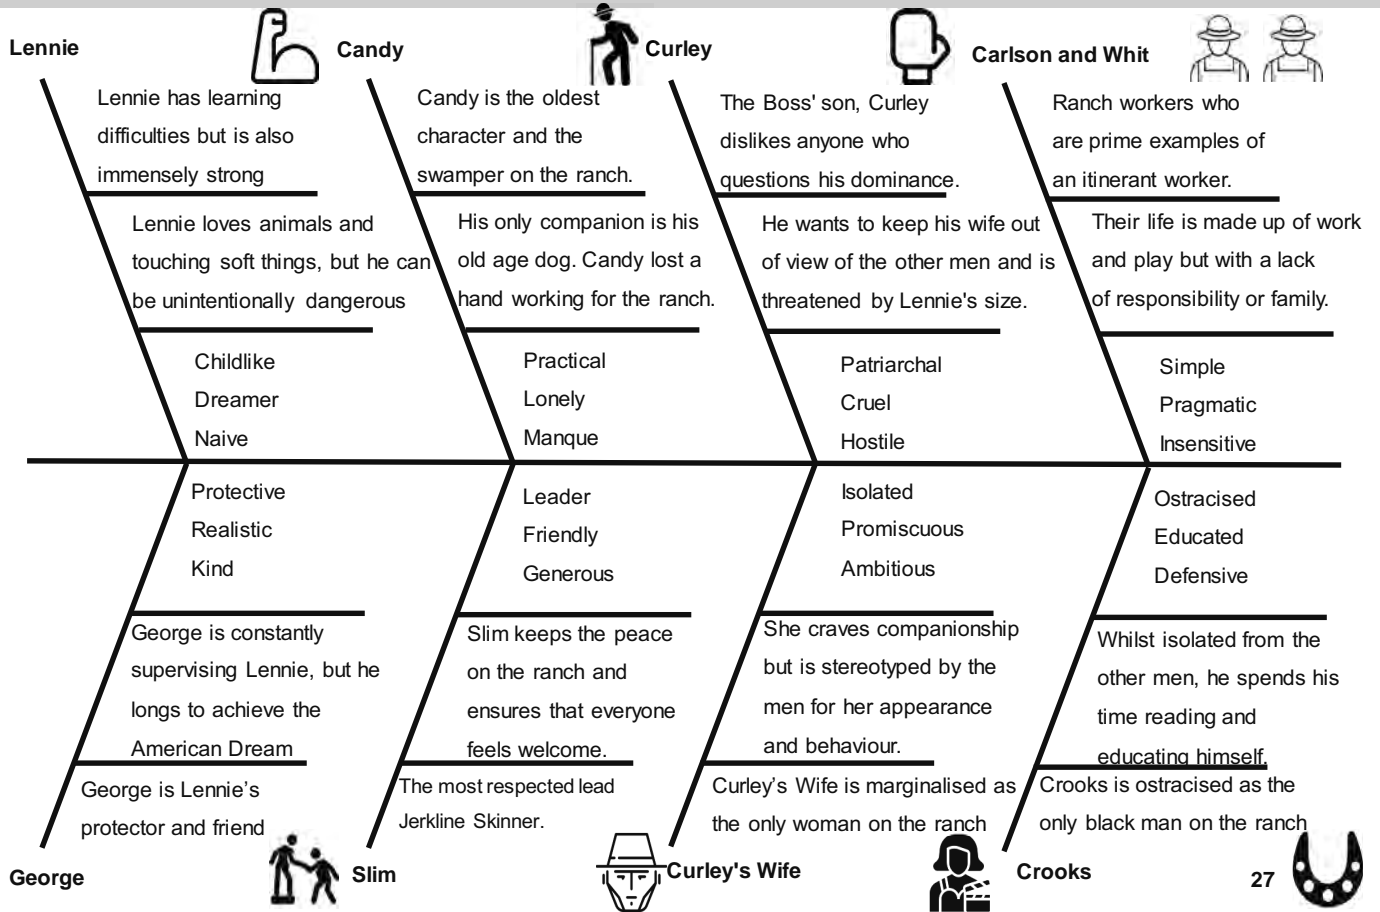 Lennie
Lennie has learning
difficulties but is also
immensely strong
Lennie loves animals and
touching soft things, but he can
be unintentionally dangerous
Childlike
Dreamer
Naive
Candy
Candy is the oldest
character and the
swamper on the ranch.
His only companion is his
old age dog. Candy lost a
hand working for the ranch.
Practical
Lonely
Manque
Curley
The Boss' son, Curley
dislikes anyone who
questions his dominance.
He wants to keep his wife out
of view of the other men and is
threatened by Lennie's size.
Patriarchal
Cruel
Hostile
Carlson and Whit
Ranch workers who
are prime examples of
an itinerant worker.
Their life is made up of work
and play but with a lack
of responsibility or family.
Simple
Pragmatic
Insensitive
Protective
Realistic
Kind
George is constantly
supervising Lennie, but he
longs to achieve the
American Dream
George is Lennie’s
protector and friend
George
Leader
Friendly
Generous
Slim keeps the peace
on the ranch and
ensures that everyone
feels welcome.
The most respected lead
Jerkline Skinner.
Slim
Isolated
Promiscuous
Ambitious
She craves companionship
but is stereotyped by the
men for her appearance
and behaviour.
Curley’s Wife is marginalised as
the only woman on the ranch
Curley's Wife
Ostracised
Educated
Defensive
Whilst isolated from the
other men, he spends his
time reading and
educating himself.
Crooks is ostracised as the
only black man on the ranch
Crooks
27